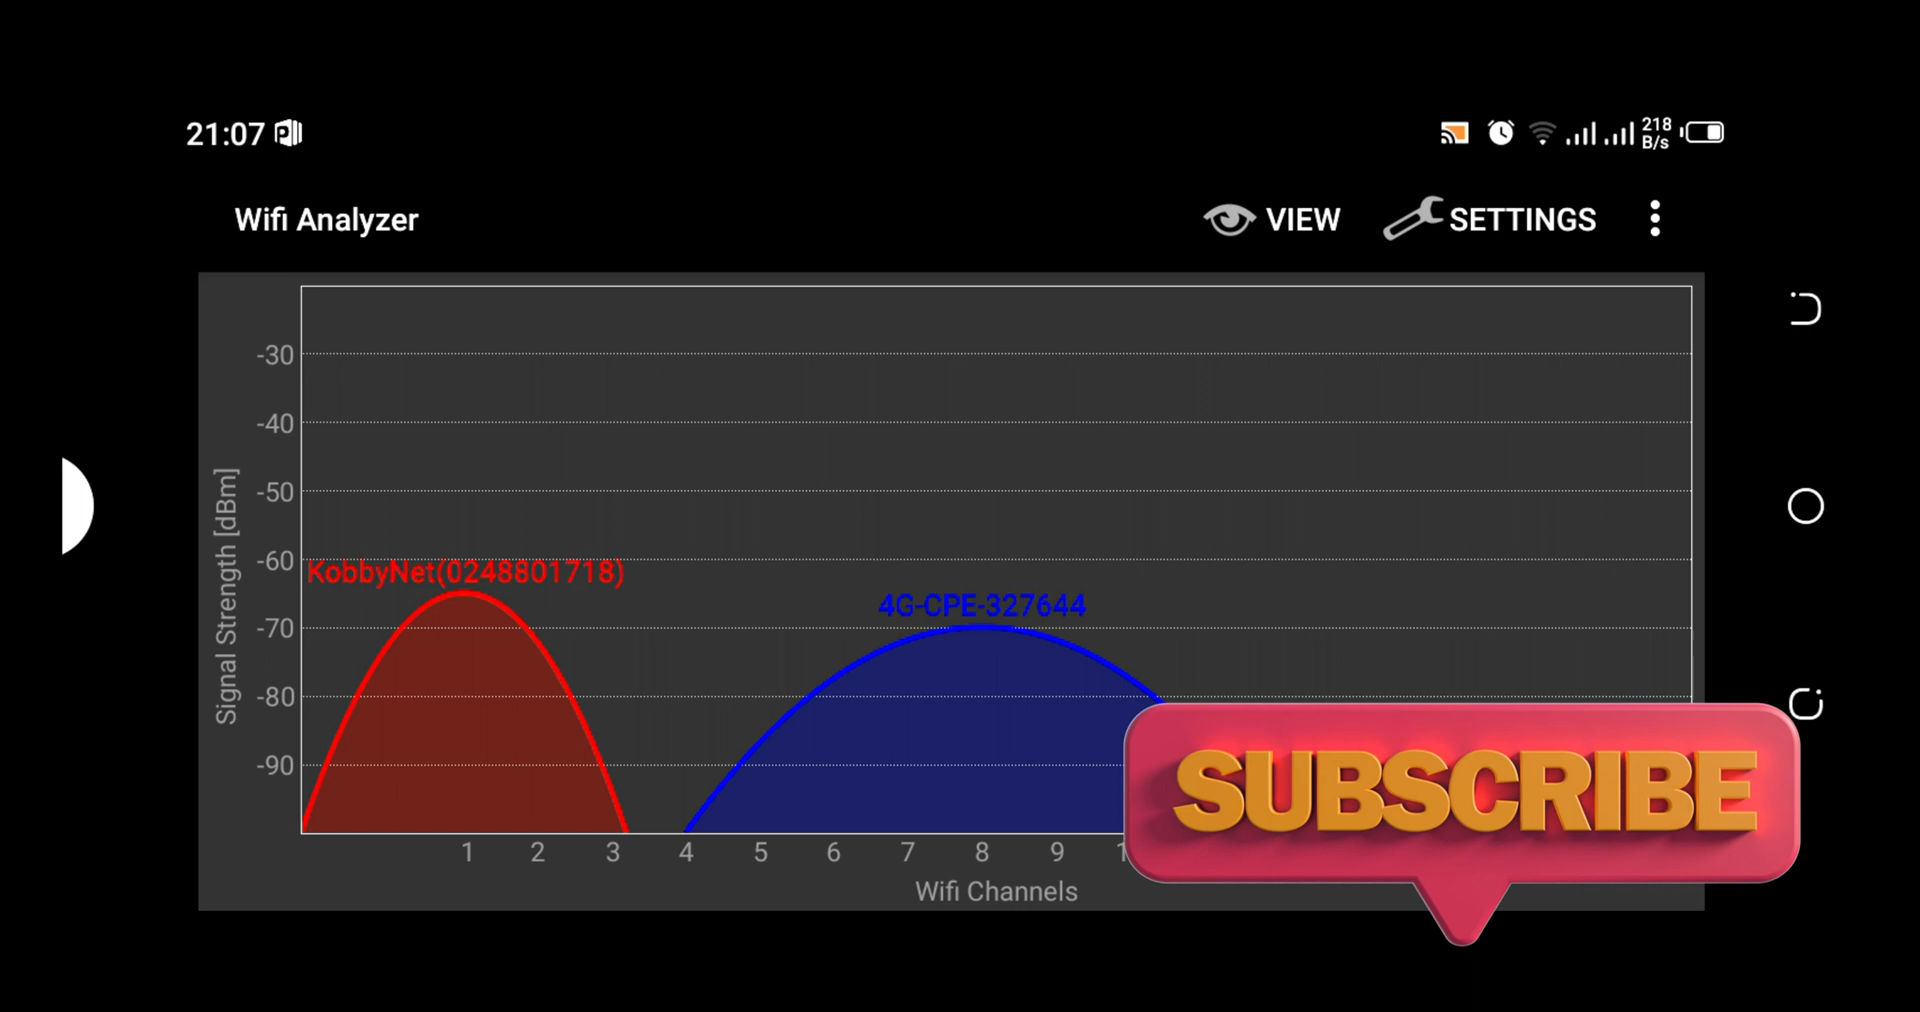 21:07
218
B/s
Wifi Analyzer
VIEW
SETTINGS
-30
-40
-50
-60
-70
-80
-90
Signal Strength [dBm]
KobbyNet(0248801718)
4G-CPE-327644
1 2 3 4 5 6 7 8 9
Wifi Channels
SUBSCRIBE